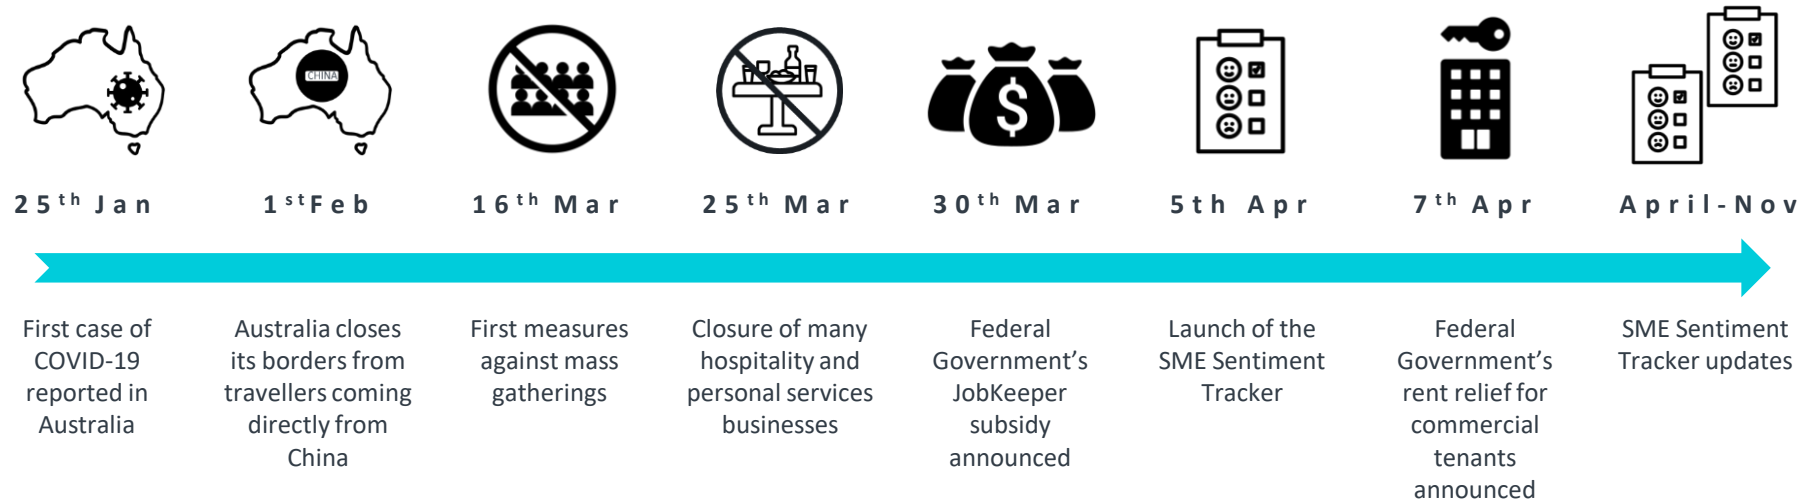 CHINA
25th Jan
1stFeb
16th Mar
25th Mar
30th Mar
5th Apr
7th Apr
April-Nov
First case of
COVID-19
reported in
Australia
Australia closes
its borders from
travellers coming
directly from
China
First measures
against mass
gatherings
Closure of many
hospitality and
personal services
businesses
Federal
Government’s
JobKeeper
subsidy
announced
Launch of the
SME Sentiment
Tracker
Federal
Government’s
rent relief for
commercial
tenants
announced
SME Sentiment
Tracker updates